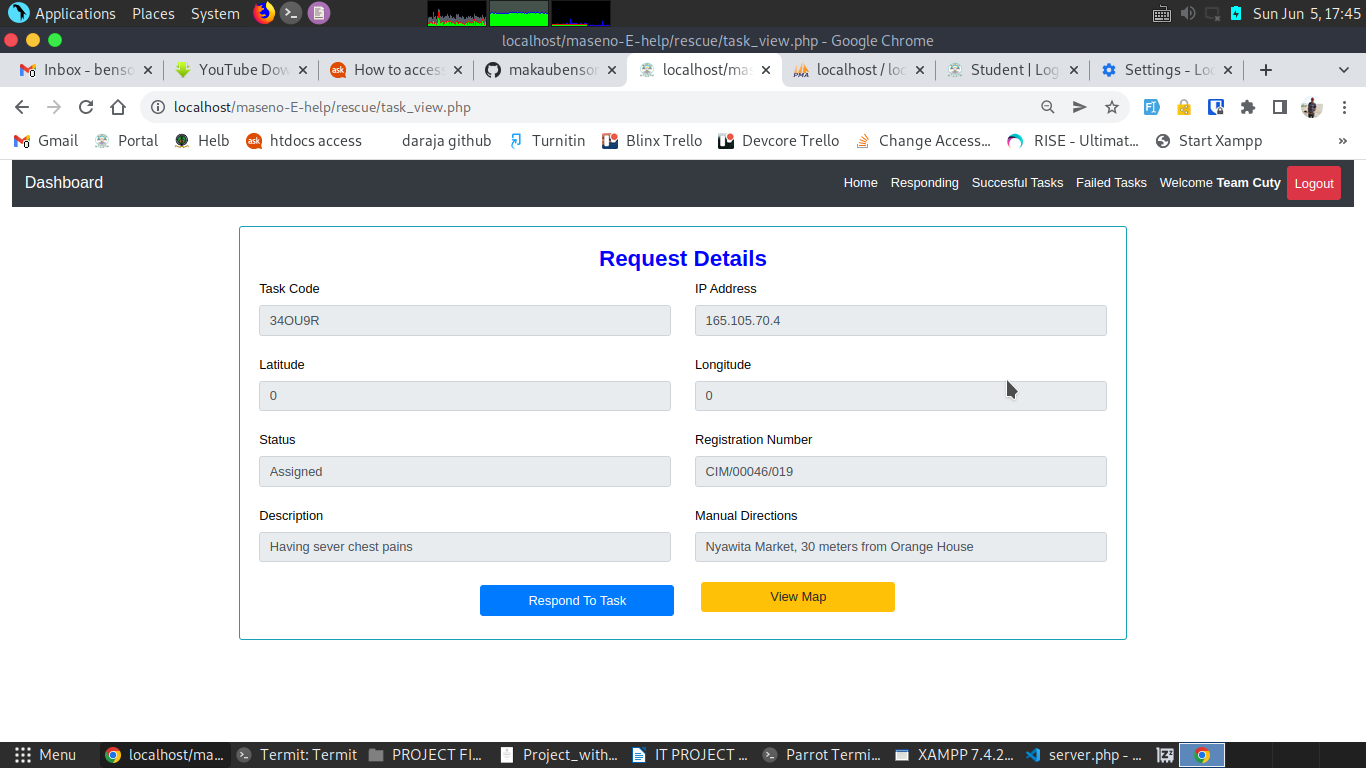 Applications Places System Sun Jun 5, 17:45
localhost/maseno-E-help/rescue/task_view.php - Google Chrome
Inbox - benso YouTube Dow How to acces makaubensor localhost/mas localhost / loc Student | Log Settings - Loc
localhost/maseno-E-help/rescue/task_view.php
Gmail Portal Helb ask htdocs access daraja github Turnitin Blinx Trello Devcore Trello Change Access... RISE - Ultimat... Start Xampp »
Dashboard Home Responding Succesful Tasks Failed Tasks Welcome Team Cuty Logout
Request Details
Task Code IP Address
34OU9R 165.105.70.4
Latitude Longitude
0 0
Status Registration Number
Assigned CIM/00046/019
Description Manual Directions
Having sever chest pains Nyawita Market, 30 meters from Orange House
Respond To Task View Map
Menu localhost/ma... Termit: Termit PROJECT FI... Project_with... IT PROJECT ... Parrot Termi... XAMPP 7.4.2... server.php - ...